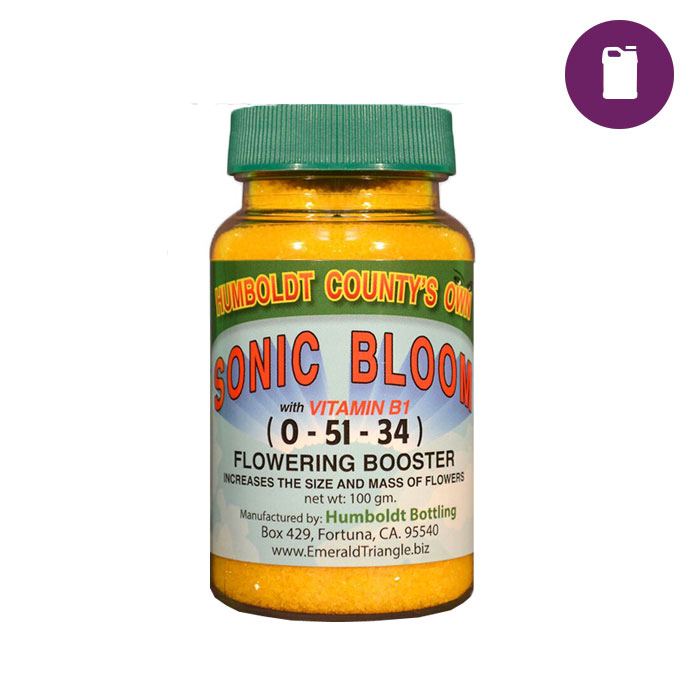 HUMBOLDT COUNTY'S OWN
SONIC BLOOM
with VITAMIN B1
( 0 - 51 - 34 )
FLOWERING BOOSTER
INCREASES THE SIZE AND MASS OF FLOWERS
net wt: 100 gm.
Manufactured by: Humboldt Bottling
Box 429, Fortuna, CA. 95540
www.EmeraldTriangle.biz